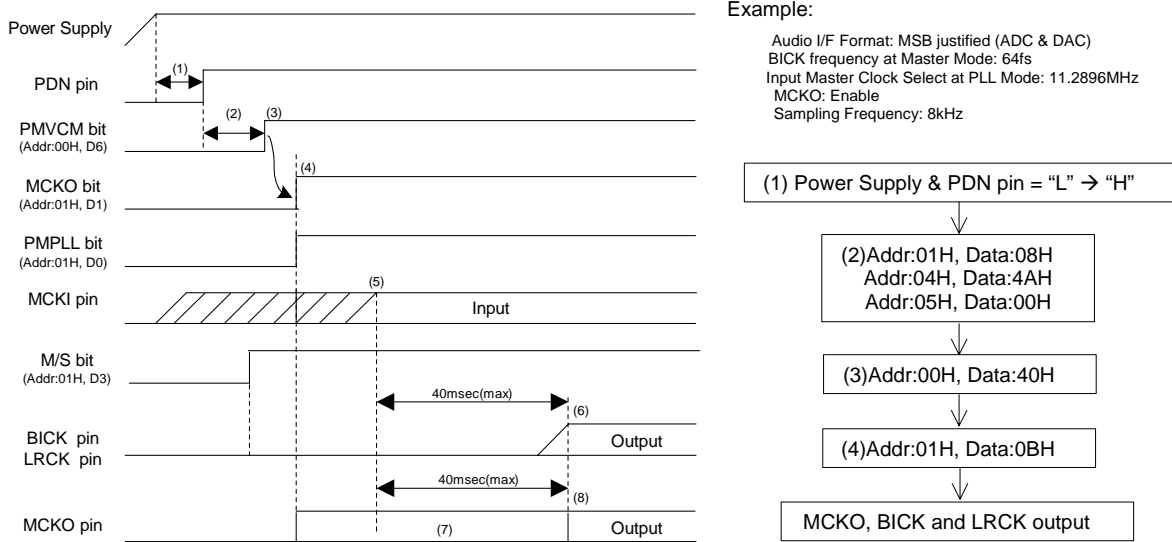 Power Supply
(1)
PDN pin
(2)
(3)
PMVCM bit
(Addr:00H, D6)
(4)
MCKO bit
(Addr:01H, D1)
PMPLL bit
(Addr:01H, D0)
(5)
MCKI pin
Input
M/S bit
(Addr:01H, D3)
40msec(max)
(6)
BICK pin
LRCK pin
Output
40msec(max)
(8)
MCKO pin
(7)
Output
Example:
Audio I/F Format: MSB justified (ADC & DAC)
BICK frequency at Master Mode: 64fs
Input Master Clock Select at PLL Mode: 11.2896MHz
MCKO: Enable
Sampling Frequency: 8kHz
(1) Power Supply & PDN pin = “L” → “H”
(2)Addr:01H, Data:08H
Addr:04H, Data:4AH
Addr:05H, Data:00H
(3)Addr:00H, Data:40H
(4)Addr:01H, Data:0BH
MCKO, BICK and LRCK output